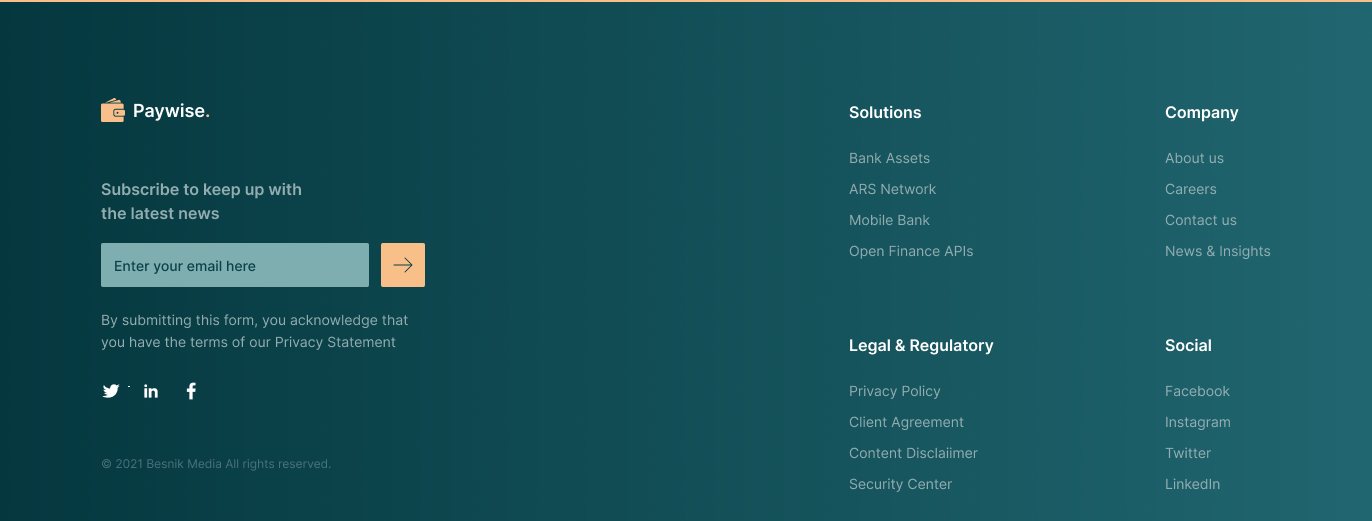 Paywise.
Subscribe to keep up with
the latest news
Enter your email here
By submitting this form, you acknowledge that
you have the terms of our Privacy Statement
© 2021 Besnik Media All rights reserved.
Solutions
Bank Assets
ARS Network
Mobile Bank
Open Finance APIs
Company
About us
Careers
Contact us
News & Insights
Legal & Regulatory
Privacy Policy
Client Agreement
Content Disclaiimer
Security Center
Social
Facebook
Instagram
Twitter
LinkedIn